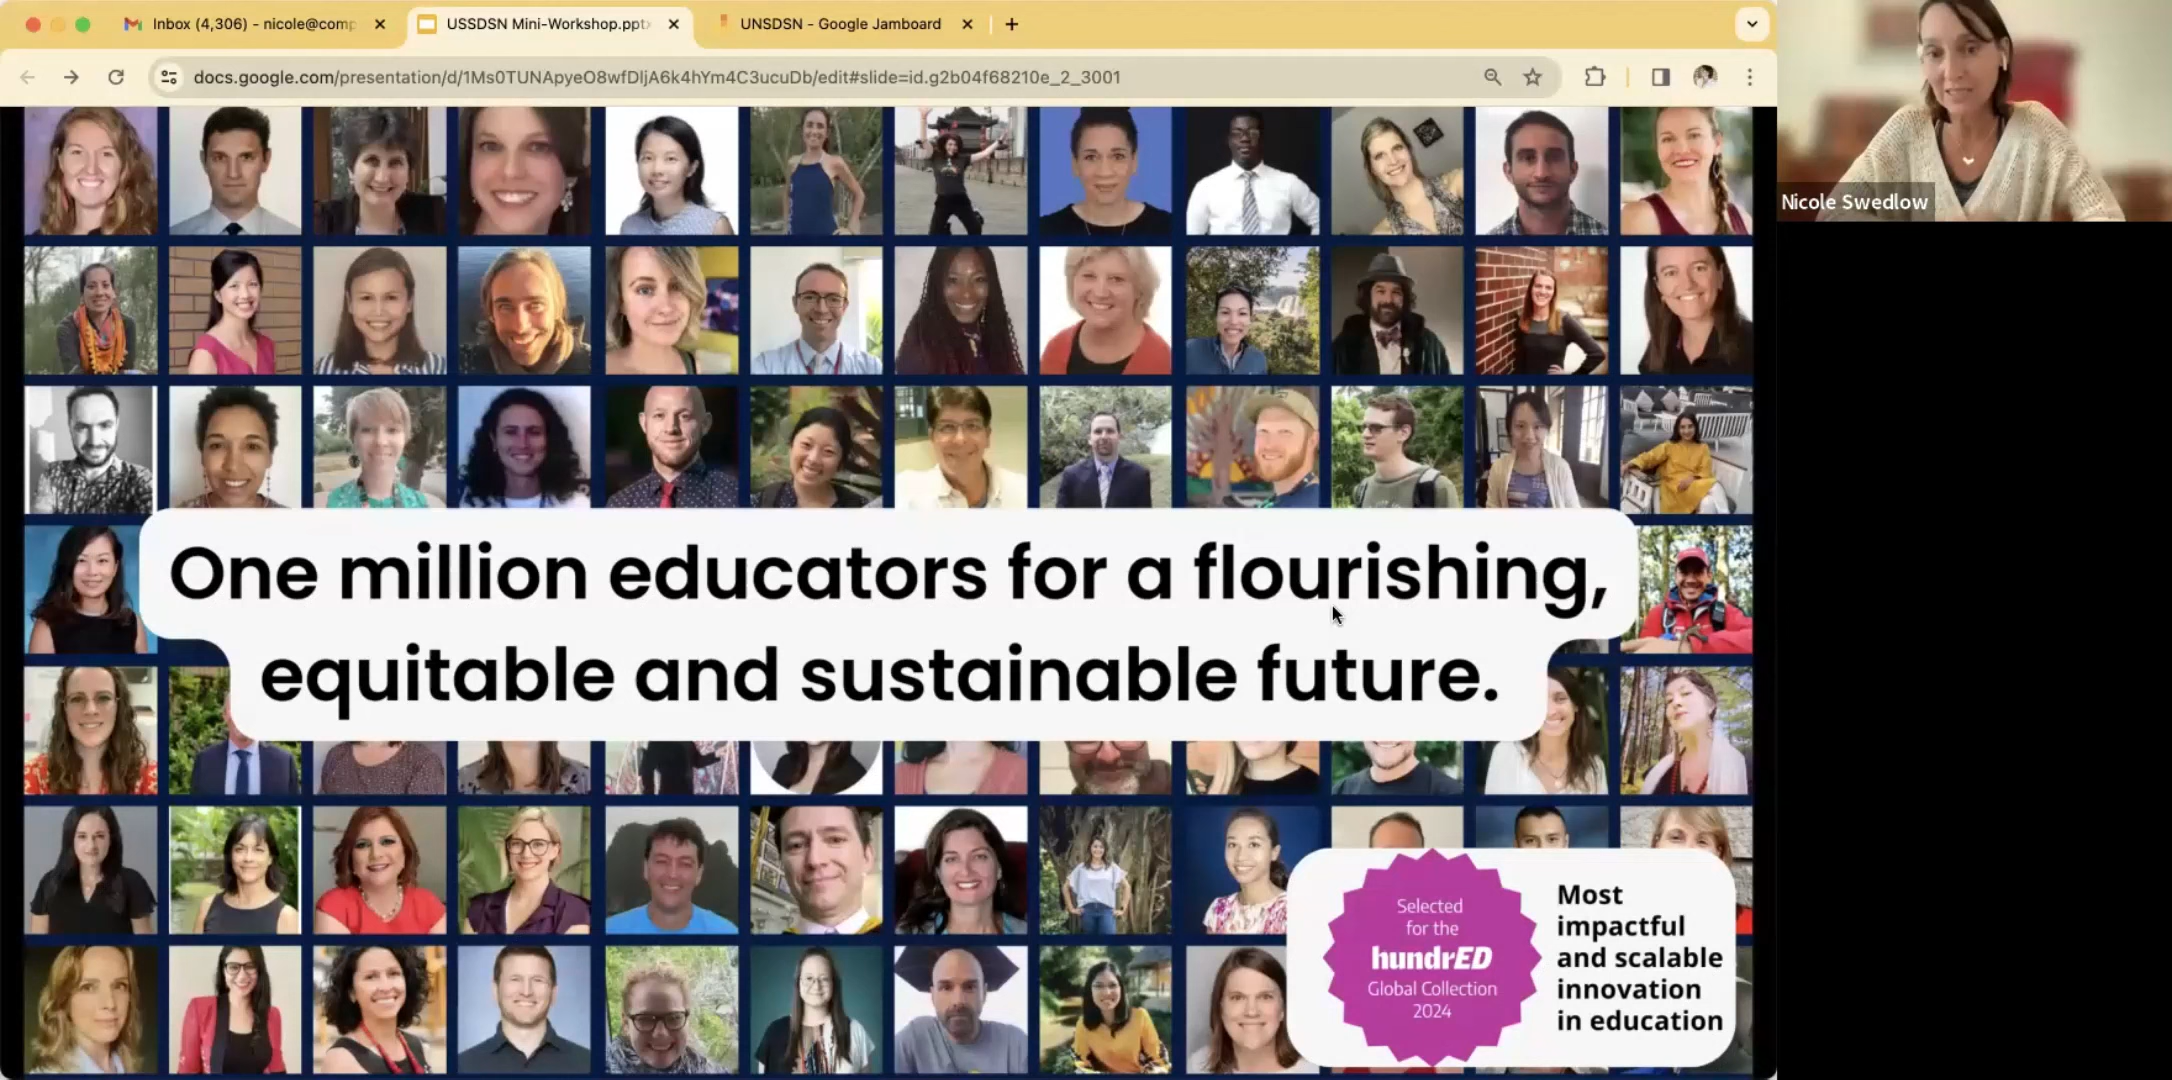 Inbox (4,306) - nicole@comp
USSDSN Mini-Workshop.pptx
UNSDSN - Google Jamboard
docs.google.com/presentation/d/1Ms0TUNApyeO8wfDIjA6k4hYm4C3ucuDb/edit#slide=id.g2b04f68210e_2_3001
Nicole Swedlow
One million educators for a flourishing,
equitable and sustainable future.
Selected
for the
hundrED
Global Collection
2024
Most
impactful
and scalable
innovation
in education